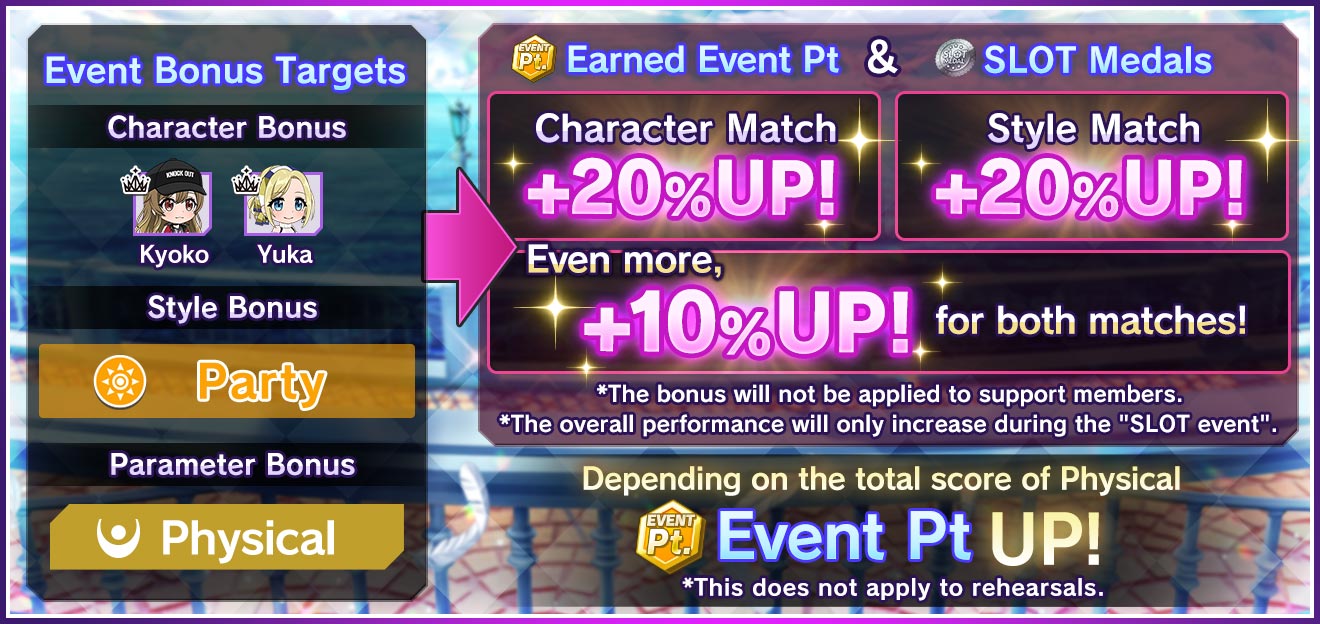 Event Bonus Targets
Character Bonus
KNOCK OUT
Kyoko
Yuka
Style Bonus
Party
Parameter Bonus
Physical
EVENT
Pt.
Earned Event Pt & SLOT Medals
SLOT
MEDAL
Character Match
+20%UP!
Style Match
+20%UP!
Even more,
+10%UP! for both matches!
*The bonus will not be applied to support members.
*The overall performance will only increase during the "SLOT event".
Depending on the total score of Physical
EVENT
Pt.
Event Pt UP!
*This does not apply to rehearsals.